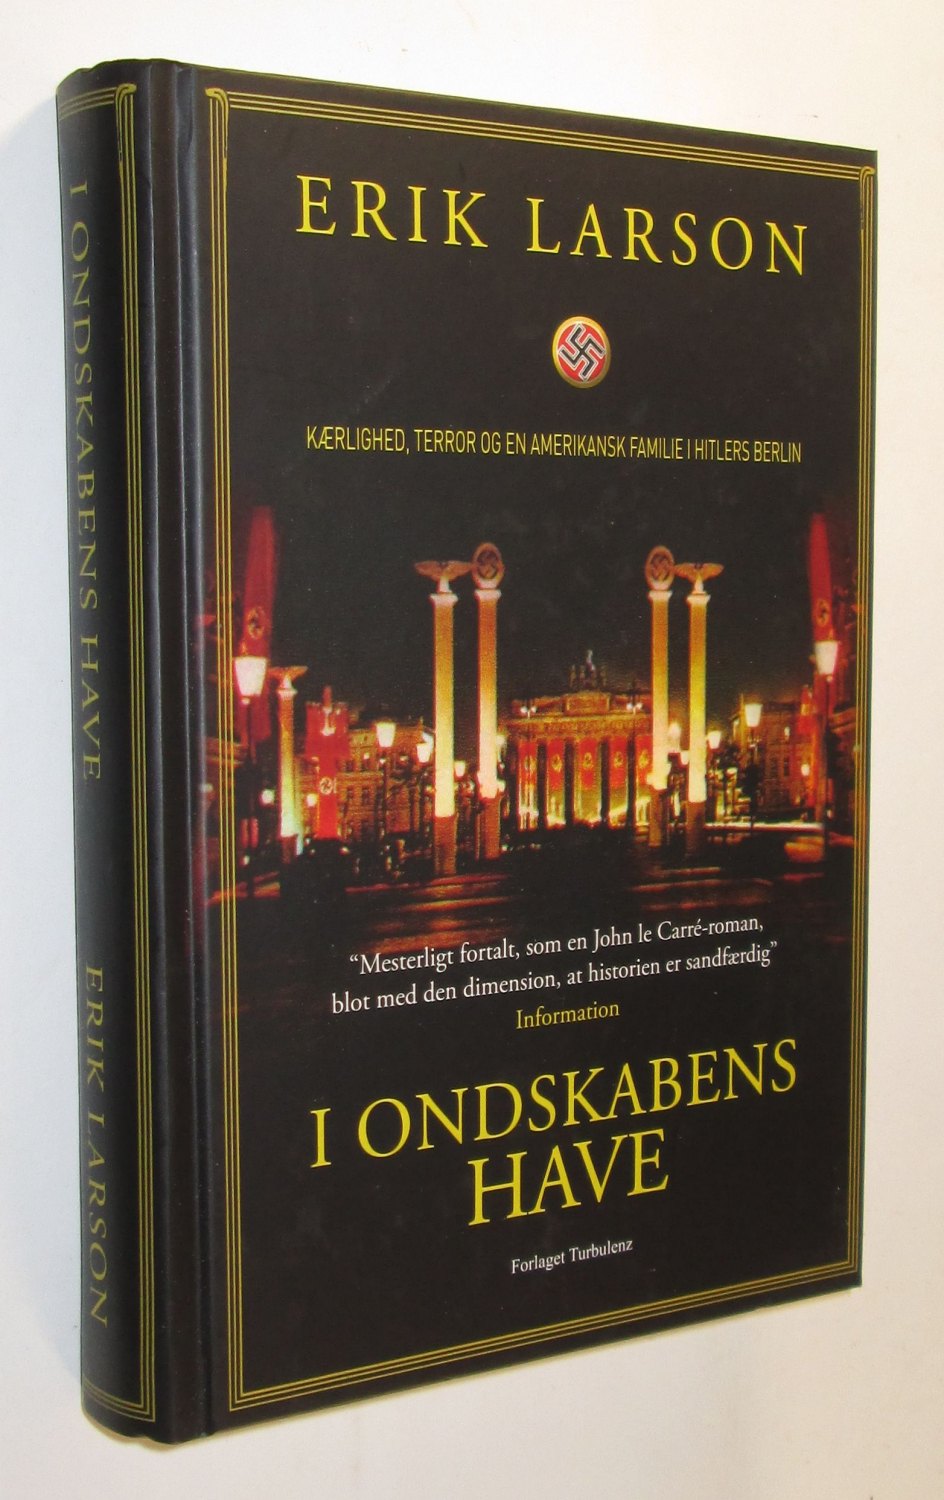 I ONDSKABENS HAVE ERIK LARSON
ERIK LARSON
KÆRLIGHED, TERROR OG EN AMERIKANSK FAMILIE I HITLERS BERLIN
“Mesterligt fortalt, som en John le Carré-roman,
blot med den dimension, at historien er sandfærdig”
Information
I ONDSKABENS
HAVE
Forlaget Turbulenz